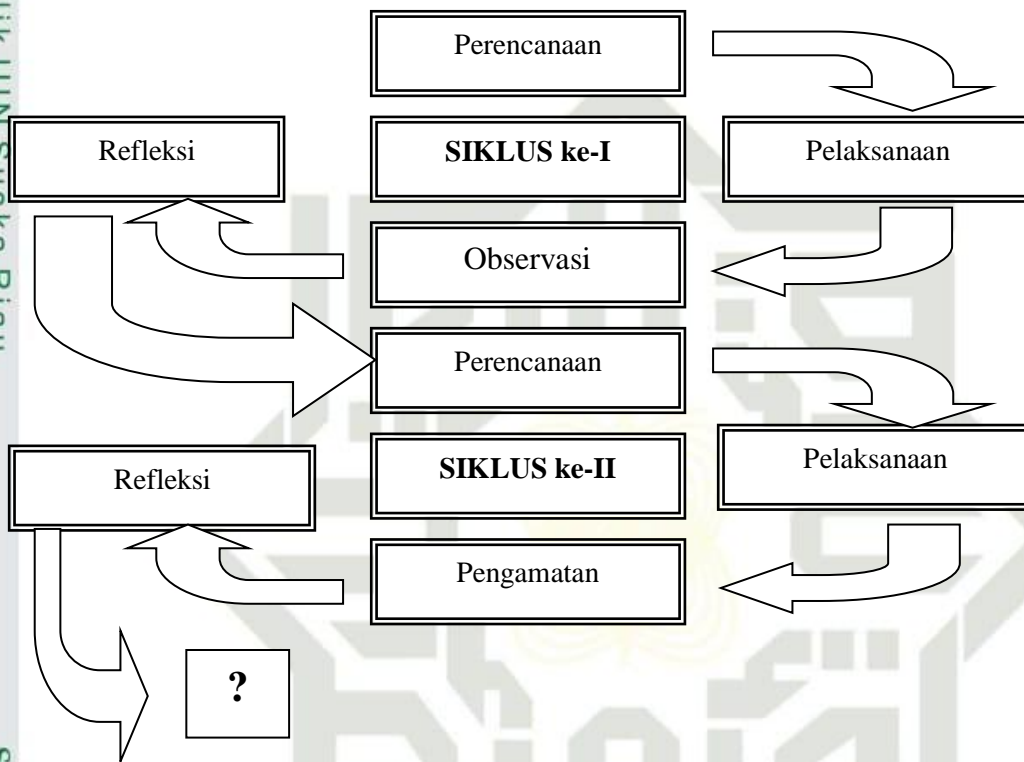 Perencanaan
Refleksi
SIKLUS ke-I
Pelaksanaan
Observasi
Perencanaan
Refleksi
SIKLUS ke-II
Pelaksanaan
Pengamatan
?